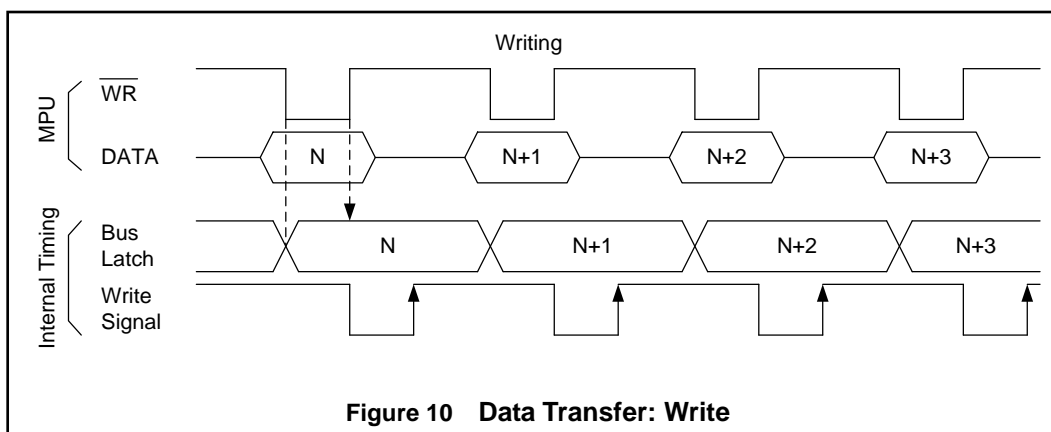 Writing
MPU
WR
DATA
N
N+1
N+2
N+3
Internal Timing
Bus
Latch
N
N+1
N+2
N+3
Write
Signal
Figure 10 Data Transfer: Write